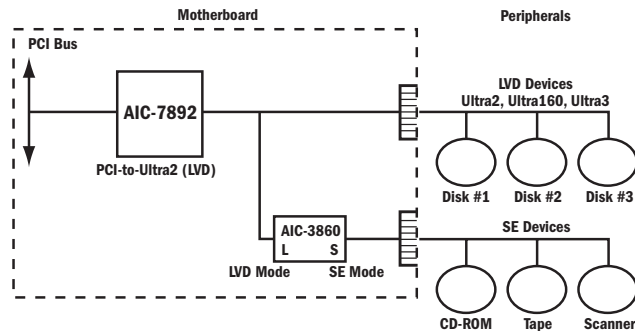 Motherboard
Peripherals
PCI Bus
AIC-7892
PCI-to-Ultra2 (LVD)
LVD Devices
Ultra2, Ultra160, Ultra3
Disk #1
Disk #2
Disk #3
AIC-3860
L S
LVD Mode
SE Mode
SE Devices
CD-ROM
Tape
Scanner